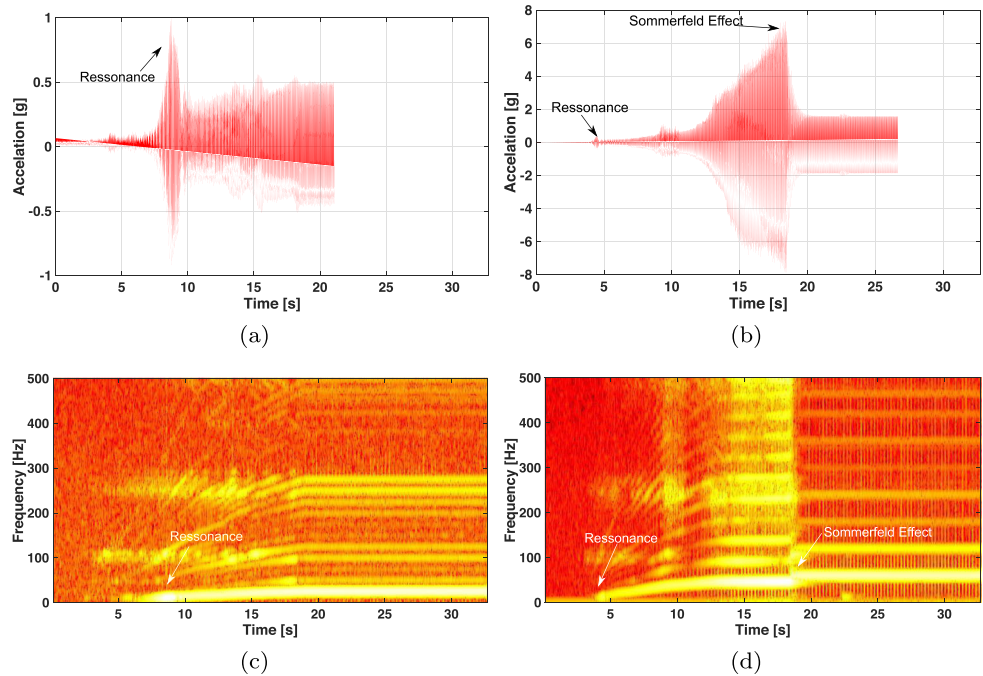 1
0.5
0
-0.5
-1
Accelation [g]
Ressonance
0 5 10 15 20 25 30
Time [s]
(a)
8
6
4
2
0
-2
-4
-6
-8
Accelation [g]
Sommerfeld Effect
Ressonance
0 5 10 15 20 25 30
Time [s]
(b)
500
400
300
200
100
0
Frequency [Hz]
Ressonance
5 10 15 20 25 30
Time [s]
(c)
500
400
300
200
100
0
Frequency [Hz]
Ressonance
Sommerfeld Effect
5 10 15 20 25 30
Time [s]
(d)